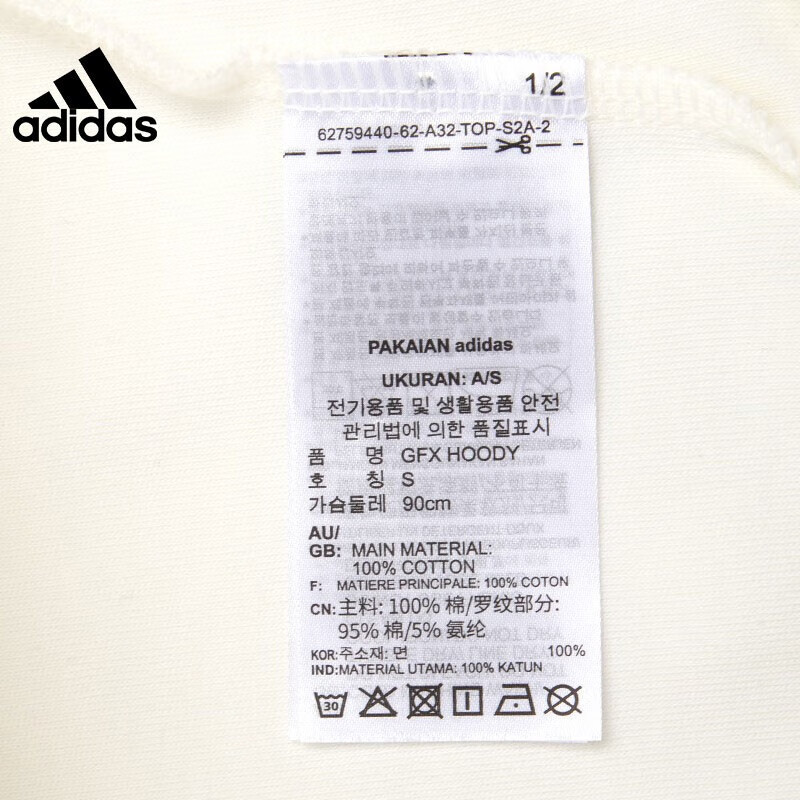 adidas
1/2
62759440-62-A32-TOP-S2A-2
PAKAIAN adidas
UKURAN: A/S
전기용품 및 생활용품 안전
관리법에 의한 품질표시
품 명 GFX HOODY
호 칭 S
가슴둘레 90cm
AU/
GB: MAIN MATERIAL:
100% COTTON
F: MATIERE PRINCIPALE: 100% COTON
CN:主料: 100% 棉/罗纹部分:
95% 棉/5% 氨纶
KOR:주소재: 면 100%
IND:MATERIAL UTAMA: 100% KATUN
30